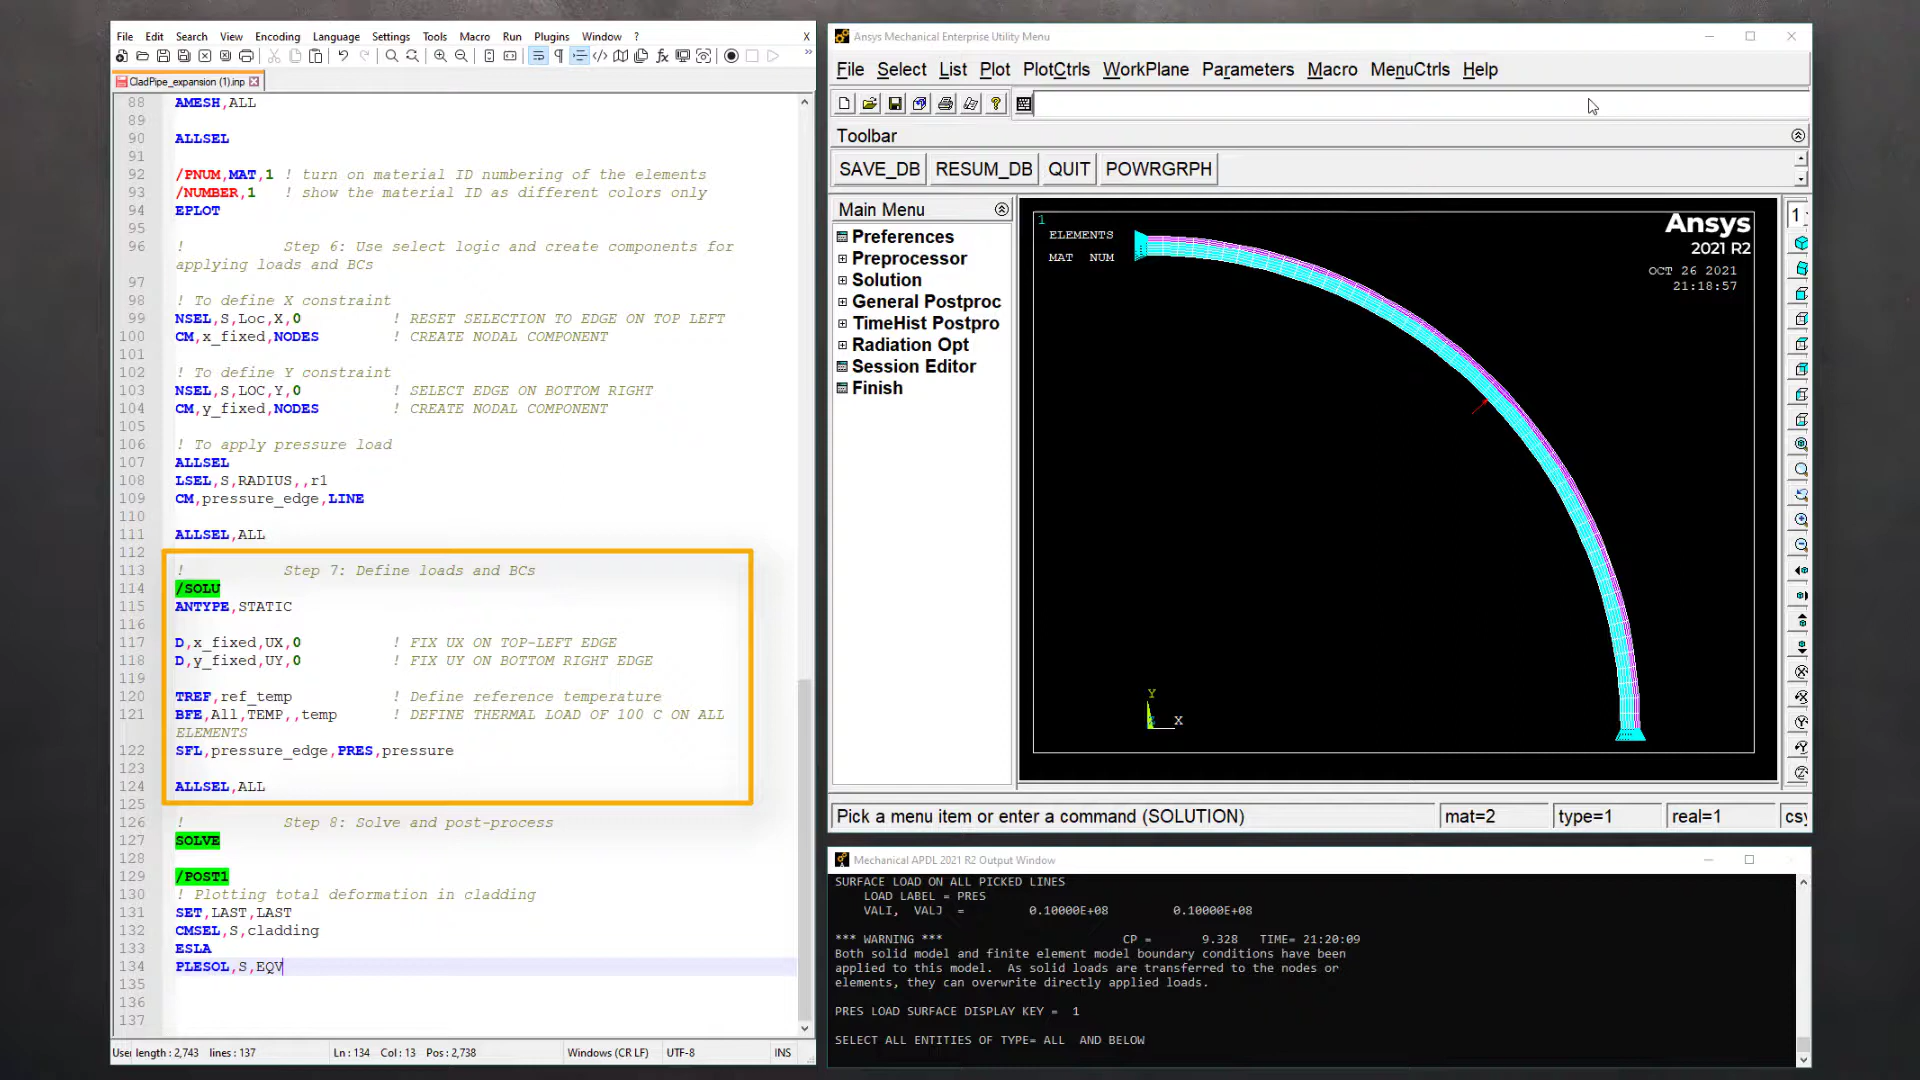 File Edit Search View Encoding Language Settings Tools Macro Run Plugins Window ? X
CladPipe_expansion (1).inp
88 AMESH,ALL
89
90 ALLSEL
91
92 /PNUM,MAT,1 ! turn on material ID numbering of the elements
93 /NUMBER,1 ! show the material ID as different colors only
94 EPLOT
95
96 ! Step 6: Use select logic and create components for
applying loads and BCs
97
98 ! To define X constraint
99 NSEL,S,Loc,X,0 ! RESET SELECTION TO EDGE ON TOP LEFT
100 CM,x_fixed,NODES ! CREATE NODAL COMPONENT
101
102 ! To define Y constraint
103 NSEL,S,LOC,Y,0 ! SELECT EDGE ON BOTTOM RIGHT
104 CM,y_fixed,NODES ! CREATE NODAL COMPONENT
105
106 ! To apply pressure load
107 ALLSEL
108 LSEL,S,RADIUS,,r1
109 CM,pressure_edge,LINE
110
111 ALLSEL,ALL
112
113 ! Step 7: Define loads and BCs
114 /SOLU
115 ANTYPE,STATIC
116
117 D,x_fixed,UX,0 ! FIX UX ON TOP-LEFT EDGE
118 D,y_fixed,UY,0 ! FIX UY ON BOTTOM RIGHT EDGE
119
120 TREF,ref_temp ! Define reference temperature
121 BFE,All,TEMP,,temp ! DEFINE THERMAL LOAD OF 100 C ON ALL
ELEMENTS
122 SFL,pressure_edge,PRES,pressure
123
124 ALLSEL,ALL
125
126 ! Step 8: Solve and post-process
127 SOLVE
128
129 /POST1
130 ! Plotting total deformation in cladding
131 SET,LAST,LAST
132 CMSEL,S,cladding
133 ESLA
134 PLESOL,S,EQV
135
136
137
User length : 2,743 lines : 137 Ln : 134 Col : 13 Pos : 2,738 Windows (CR LF) UTF-8 INS
Ansys Mechanical Enterprise Utility Menu
File Select List Plot PlotCtrls WorkPlane Parameters Macro MenuCtrls Help
Toolbar
SAVE_DB RESUM_DB QUIT POWRGRPH
Main Menu
Preferences
Preprocessor
Solution
General Postproc
TimeHist Postpro
Radiation Opt
Session Editor
Finish
1
ELEMENTS
MAT NUM
Ansys
2021 R2
OCT 26 2021
21:18:57
Y
X
1
Pick a menu item or enter a command (SOLUTION) mat=2 type=1 real=1 csy
Mechanical APDL 2021 R2 Output Window
SURFACE LOAD ON ALL PICKED LINES
LOAD LABEL = PRES
VALI, VALJ = 0.10000E+08 0.10000E+08
*** WARNING *** CP = 9.328 TIME= 21:20:09
Both solid model and finite element model boundary conditions have been
applied to this model. As solid loads are transferred to the nodes or
elements, they can overwrite directly applied loads.
PRES LOAD SURFACE DISPLAY KEY = 1
SELECT ALL ENTITIES OF TYPE= ALL AND BELOW